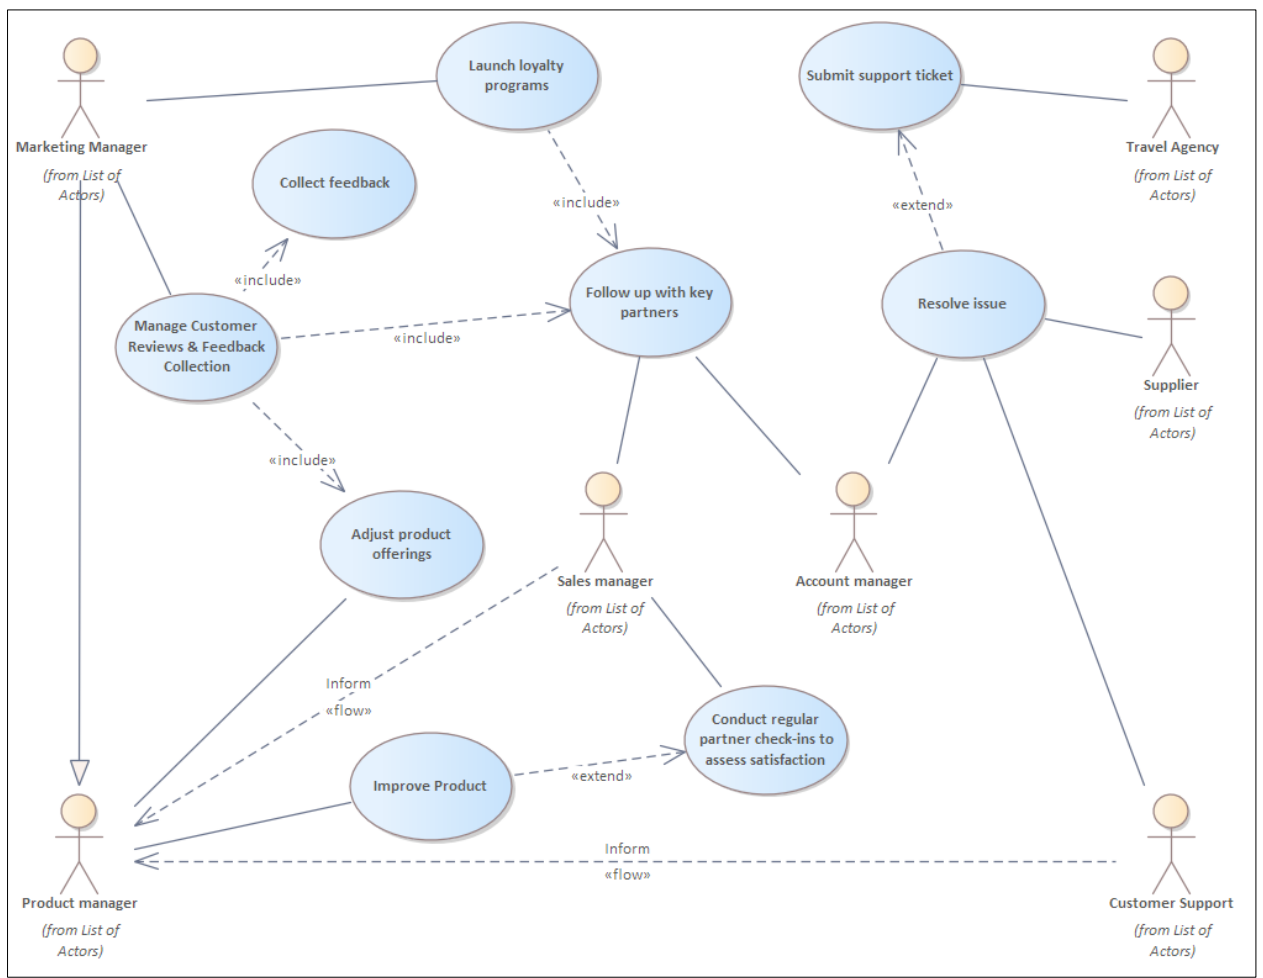 Launch loyalty
programs
Submit support ticket
Marketing Manager
(from List of
Actors)
Travel Agency
(from List of
Actors)
Collect feedback
«include»
«extend»
«include»
Follow up with key
partners
Resolve issue
Manage Customer
Reviews & Feedback
Collection
«include»
Supplier
(from List of
Actors)
«include»
Adjust product
offerings
Sales manager
(from List of
Actors)
Account manager
(from List of
Actors)
Inform
«flow»
Conduct regular
partner check-ins to
assess satisfaction
Improve Product
«extend»
Inform
«flow»
Product manager
(from List of
Actors)
Customer Support
(from List of
Actors)